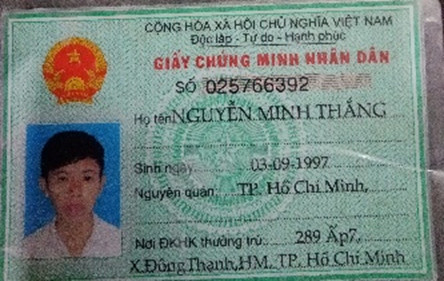 CỘNG HÒA XÃ HỘI CHỦ NGHĨA VIỆT NAM
Độc lập - Tự do - Hạnh phúc
GIẤY CHỨNG MINH NHÂN DÂN
SỐ 025766392
Họ tên NGUYỄN MINH THẮNG
Sinh ngày 03-09-1997
Nguyên quán TP. Hồ Chí Minh,
Nơi ĐKHK thường trú 289 Ấp7,
X.Đông Thạnh,HM, TP. Hồ Chí Minh